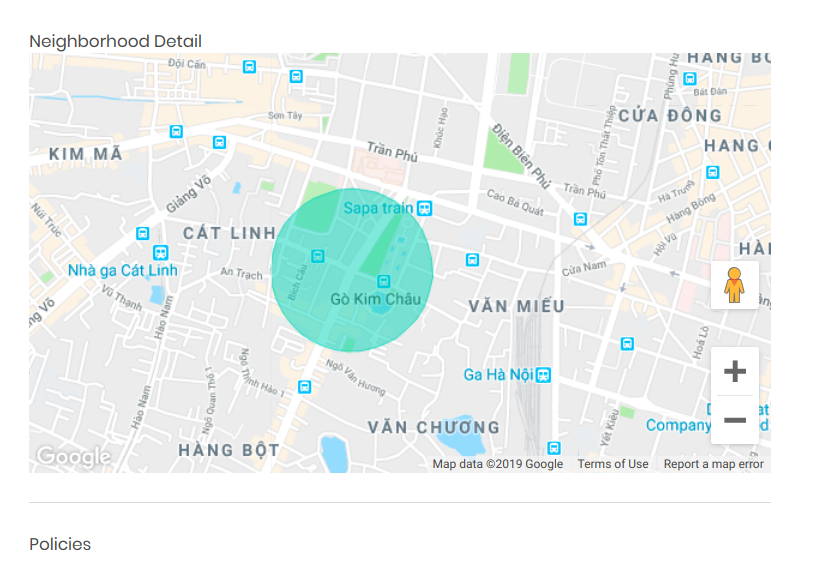 Neighborhood Detail
Đội Cấn
HÀNG BỒ
Phùng Hư
Bát Đàn
Sơn Tây
CỬA ĐÔNG
Khúc Hạo
Điện Biên Phủ
Phố Tôn Thất Thiệp
KIM MÃ
Trần Phú
HANG G
Giảng Võ
Trần Phú
Hà Trung
Cao Bá Quát
Hàng Bông
Núi Trúc
Sapa train
CÁT LINH
Hội Vũ
HÀN
Nhà ga Cát Linh
An Trạch
Bích Câu
Cửa Nam
Vũ Thạnh
Gò Kim Châu
VĂN MIẾU
ng Võ
Hào Nam
Hoả Lò
Ngõ Thịnh Hào 1
Ngõ Văn Hương
Ga Hà Nội
Ngõ Quan Thổ 1
Hào Nam
Yết Kiêu
Company
VĂN CHƯƠNG
HÀNG BỘT
Google
Map data ©2019 Google
Terms of Use
Report a map error
Policies